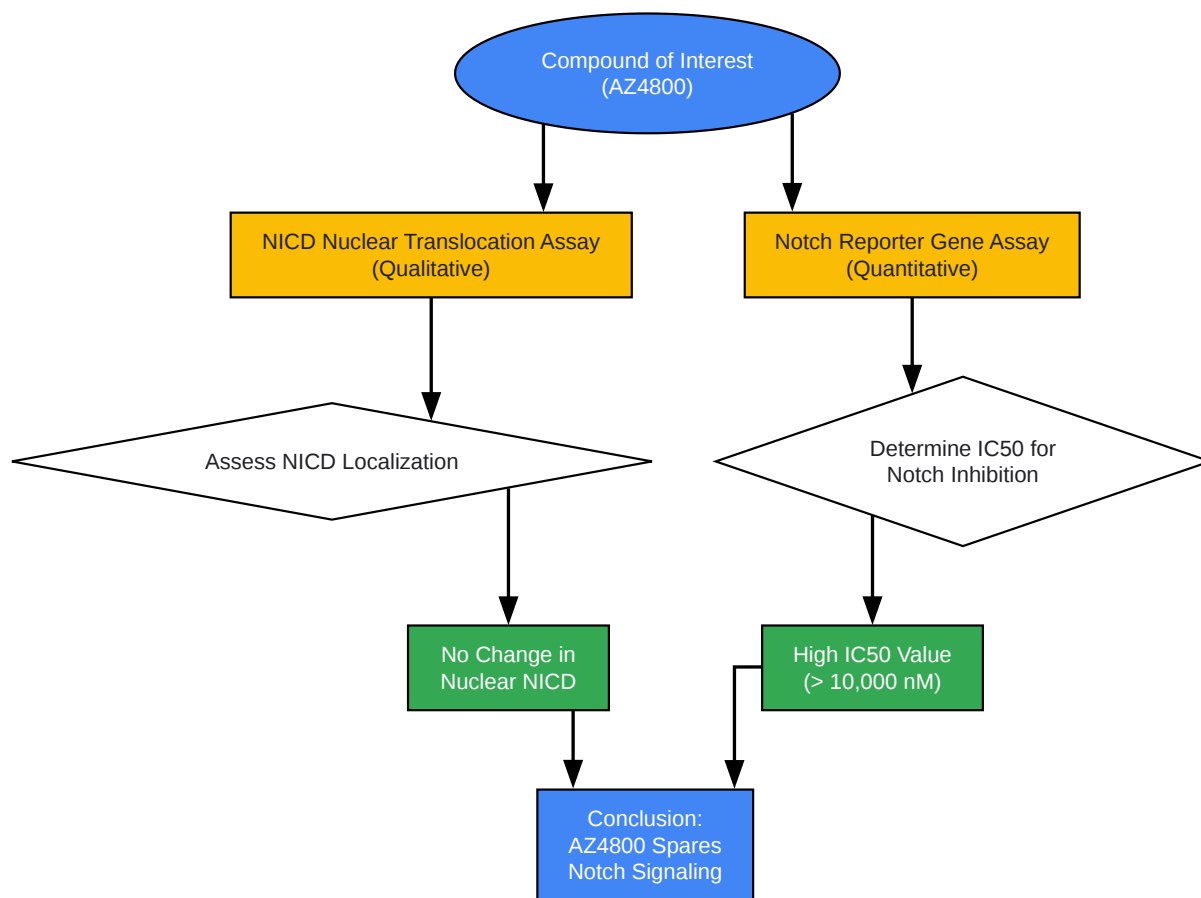 Compound of Interest
(AZ4800)
NICD Nuclear Translocation Assay
(Qualitative)
Notch Reporter Gene Assay
(Quantitative)
Assess NICD Localization
Determine IC50 for
Notch Inhibition
No Change in
Nuclear NICD
High IC50 Value
(> 10,000 nM)
Conclusion:
AZ4800 Spares
Notch Signaling